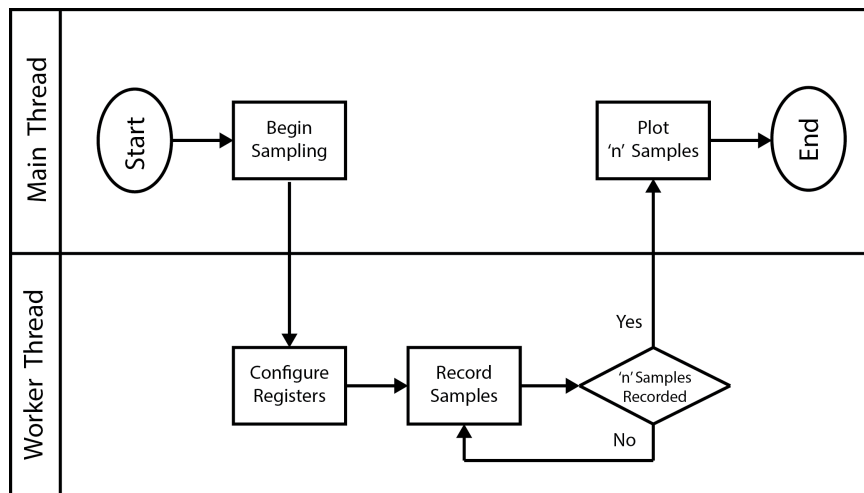 Main Thread
Start
Begin
Sampling
Plot
‘n’ Samples
End
Worker Thread
Configure
Registers
Record
Samples
‘n’ Samples
Recorded
Yes
No